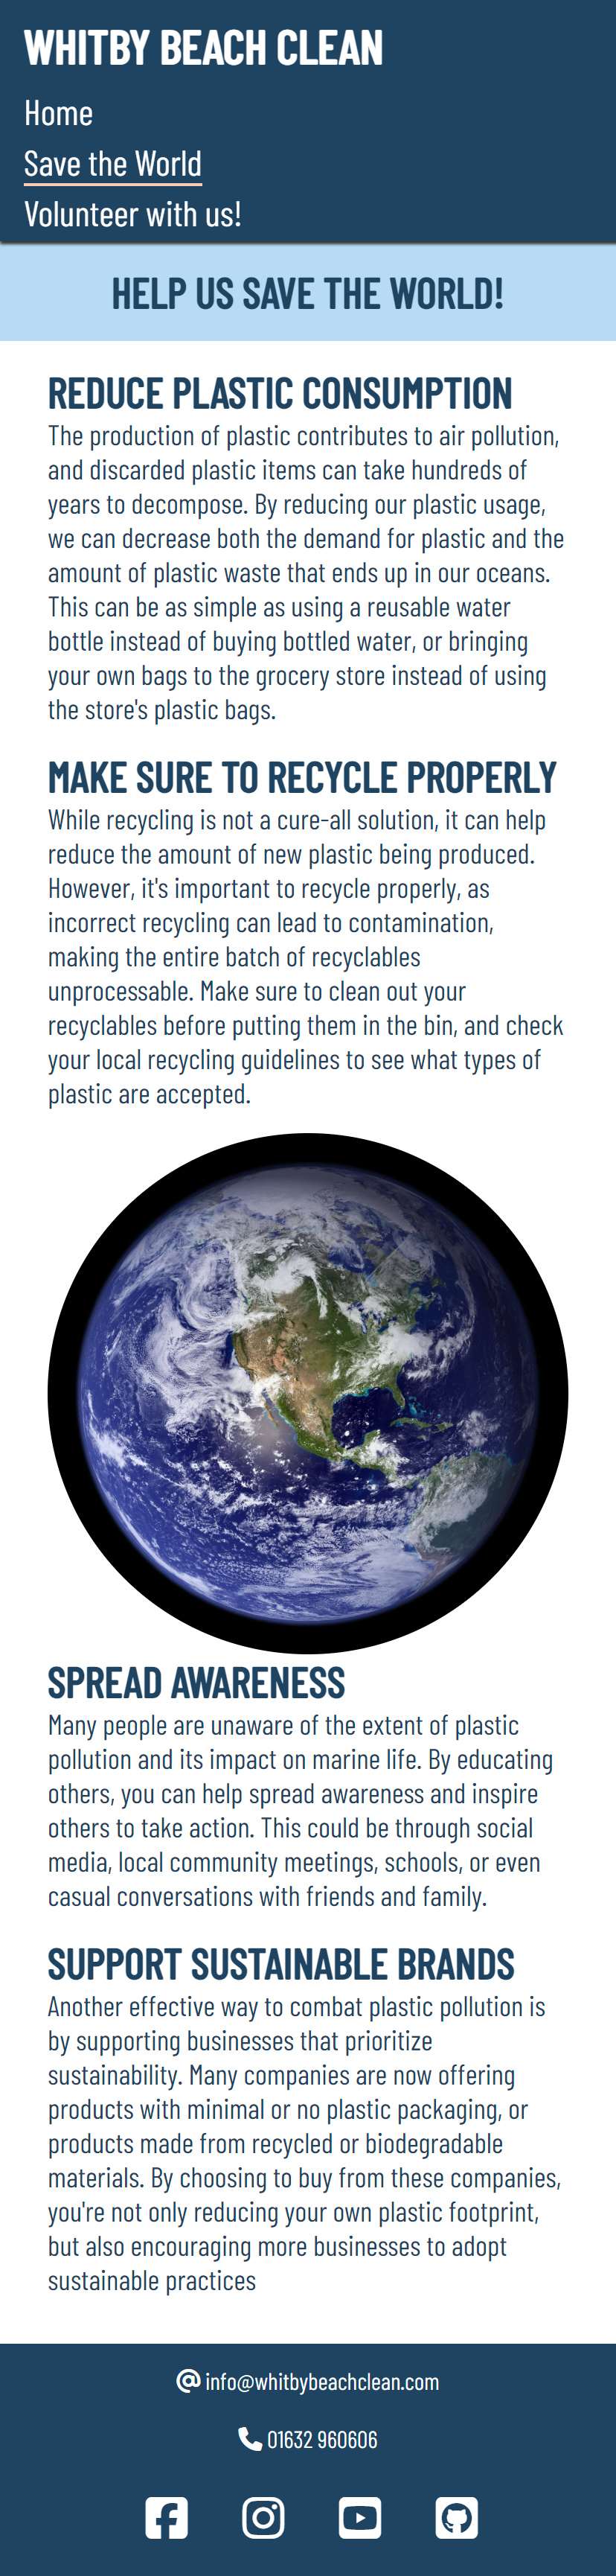 WHITBY BEACH CLEAN
Home
Save the World
Volunteer with us!
HELP US SAVE THE WORLD!
REDUCE PLASTIC CONSUMPTION
The production of plastic contributes to air pollution,
and discarded plastic items can take hundreds of
years to decompose. By reducing our plastic usage,
we can decrease both the demand for plastic and the
amount of plastic waste that ends up in our oceans.
This can be as simple as using a reusable water
bottle instead of buying bottled water, or bringing
your own bags to the grocery store instead of using
the store's plastic bags.
MAKE SURE TO RECYCLE PROPERLY
While recycling is not a cure-all solution, it can help
reduce the amount of new plastic being produced.
However, it's important to recycle properly, as
incorrect recycling can lead to contamination,
making the entire batch of recyclables
unprocessable. Make sure to clean out your
recyclables before putting them in the bin, and check
your local recycling guidelines to see what types of
plastic are accepted.
SPREAD AWARENESS
Many people are unaware of the extent of plastic
pollution and its impact on marine life. By educating
others, you can help spread awareness and inspire
others to take action. This could be through social
media, local community meetings, schools, or even
casual conversations with friends and family.
SUPPORT SUSTAINABLE BRANDS
Another effective way to combat plastic pollution is
by supporting businesses that prioritize
sustainability. Many companies are now offering
products with minimal or no plastic packaging, or
products made from recycled or biodegradable
materials. By choosing to buy from these companies,
you're not only reducing your own plastic footprint,
but also encouraging more businesses to adopt
sustainable practices
@ info@whitbybeachclean.com
01632 960606